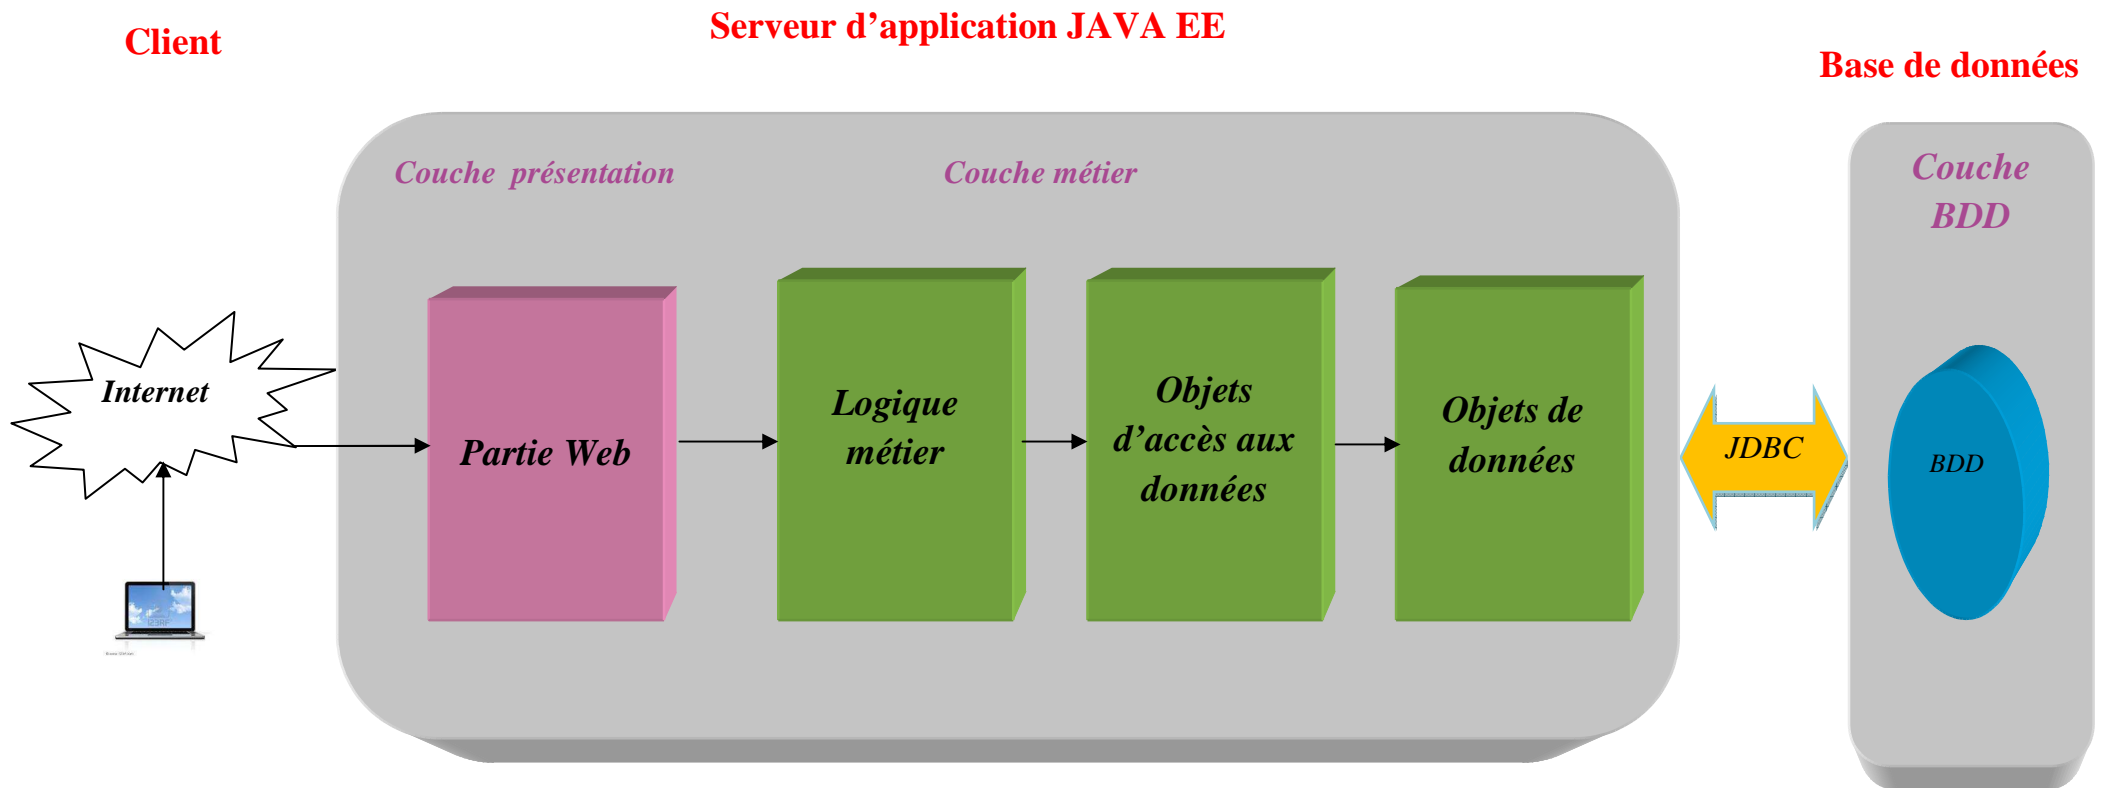 Serveur d’application JAVA EE
Client
Base de données
Couche présentation
Couche métier
Couche
BDD
Internet
Partie Web
Logique
métier
Objets
d’accès aux
données
Objets de
données
JDBC
BDD